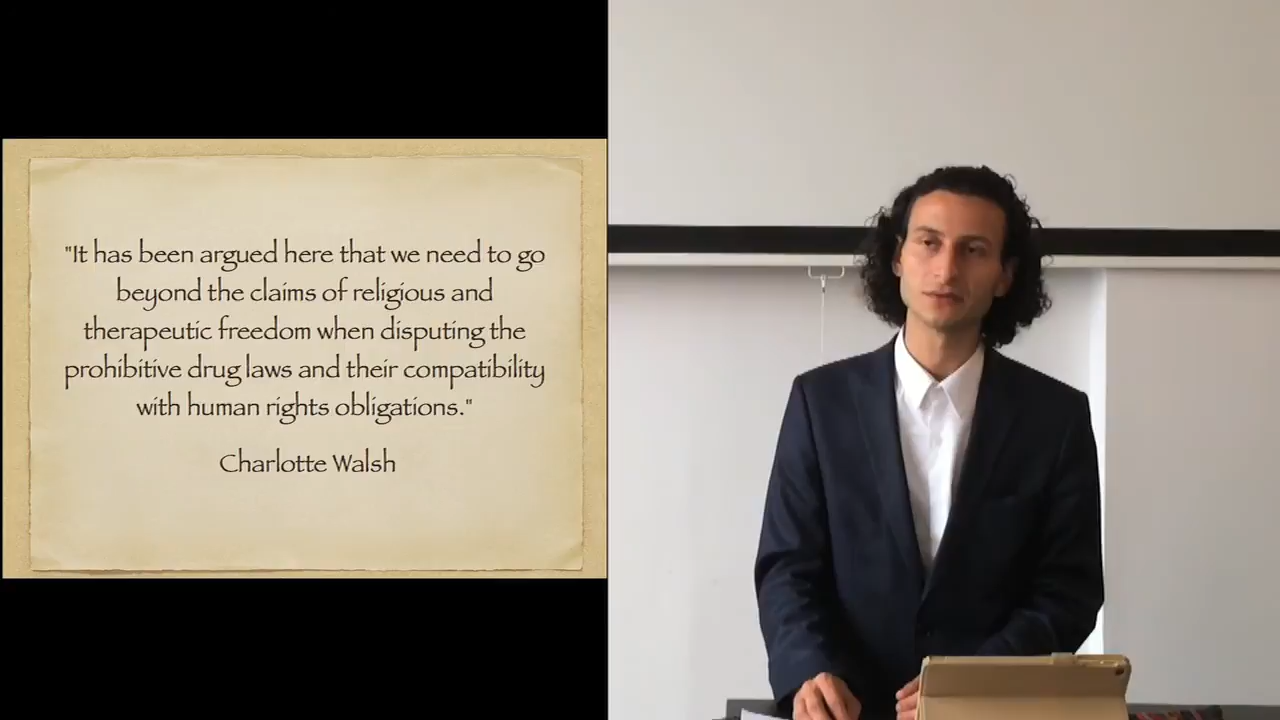 "It has been argued here that we need to go
beyond the claims of religious and
therapeutic freedom when disputing the
prohibitive drug laws and their compatibility
with human rights obligations."
Charlotte Walsh